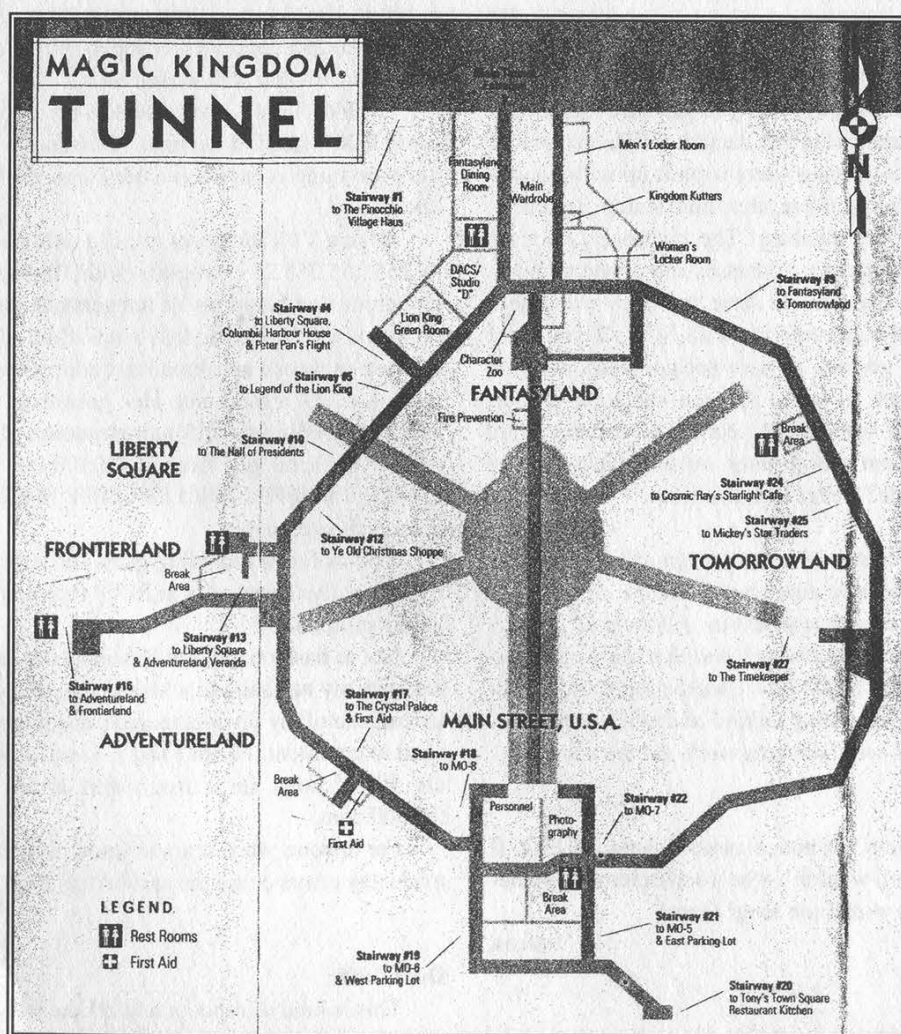 MAGIC KINGDOM®
TUNNEL
N
Men's Locker Room
Fantasyland
Dining
Room
Stairway #1
to The Pinocchio
Village Haus
Main
Wardrobe
Kingdom Kutters
Women's
Locker Room
DACS/
Studio
"D"
Stairway #9
to Fantasyland
& Tomorrowland
Stairway #4
to Liberty Square,
Columbia Harbour House
& Peter Pan's Flight
Lion King
Green Room
Character
Zoo
Stairway #5
to Legend of the Lion King
FANTASYLAND
Fire Prevention
Break
Area
Stairway #10
to The Hall of Presidents
LIBERTY
SQUARE
Stairway #24
to Cosmic Ray's Starlight Cafe
Stairway #25
to Mickey's Star Traders
Stairway #12
to Ye Old Christmas Shoppe
FRONTIERLAND
TOMORROWLAND
Break
Area
Stairway #13
to Liberty Square
& Adventureland Veranda
Stairway #27
to The Timekeeper
Stairway #16
to Adventureland
& Frontierland
Stairway #17
to The Crystal Palace
& First Aid
MAIN STREET, U.S.A.
ADVENTURELAND
Stairway #18
to MO-8
Break
Area
First Aid
Personnel
Photo-
graphy
Stairway #22
to MO-7
Break
Area
LEGEND
Rest Rooms
First Aid
Stairway #21
to MO-5
& East Parking Lot
Stairway #19
to MO-6
& West Parking Lot
Stairway #20
to Tony's Town Square
Restaurant Kitchen